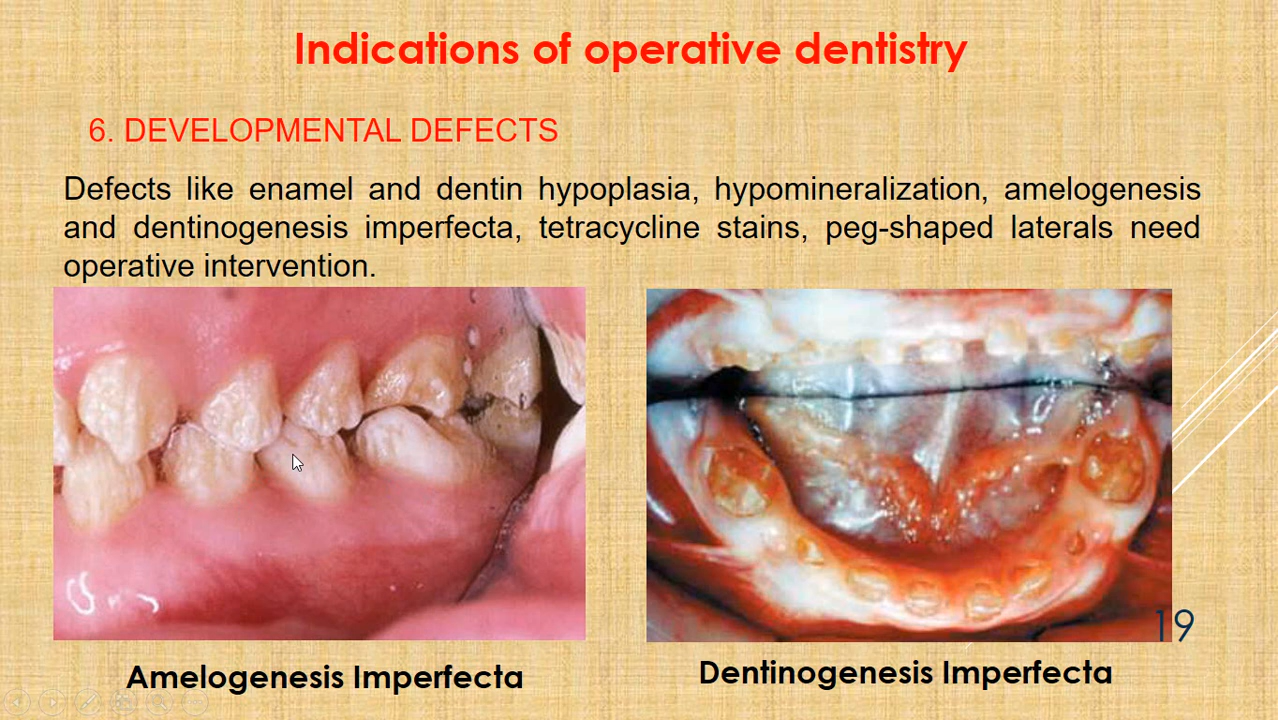 Indications of operative dentistry
6. DEVELOPMENTAL DEFECTS
Defects like enamel and dentin hypoplasia, hypomineralization, amelogenesis
and dentinogenesis imperfecta, tetracycline stains, peg-shaped laterals need
operative intervention.
19
Amelogenesis Imperfecta
Dentinogenesis Imperfecta